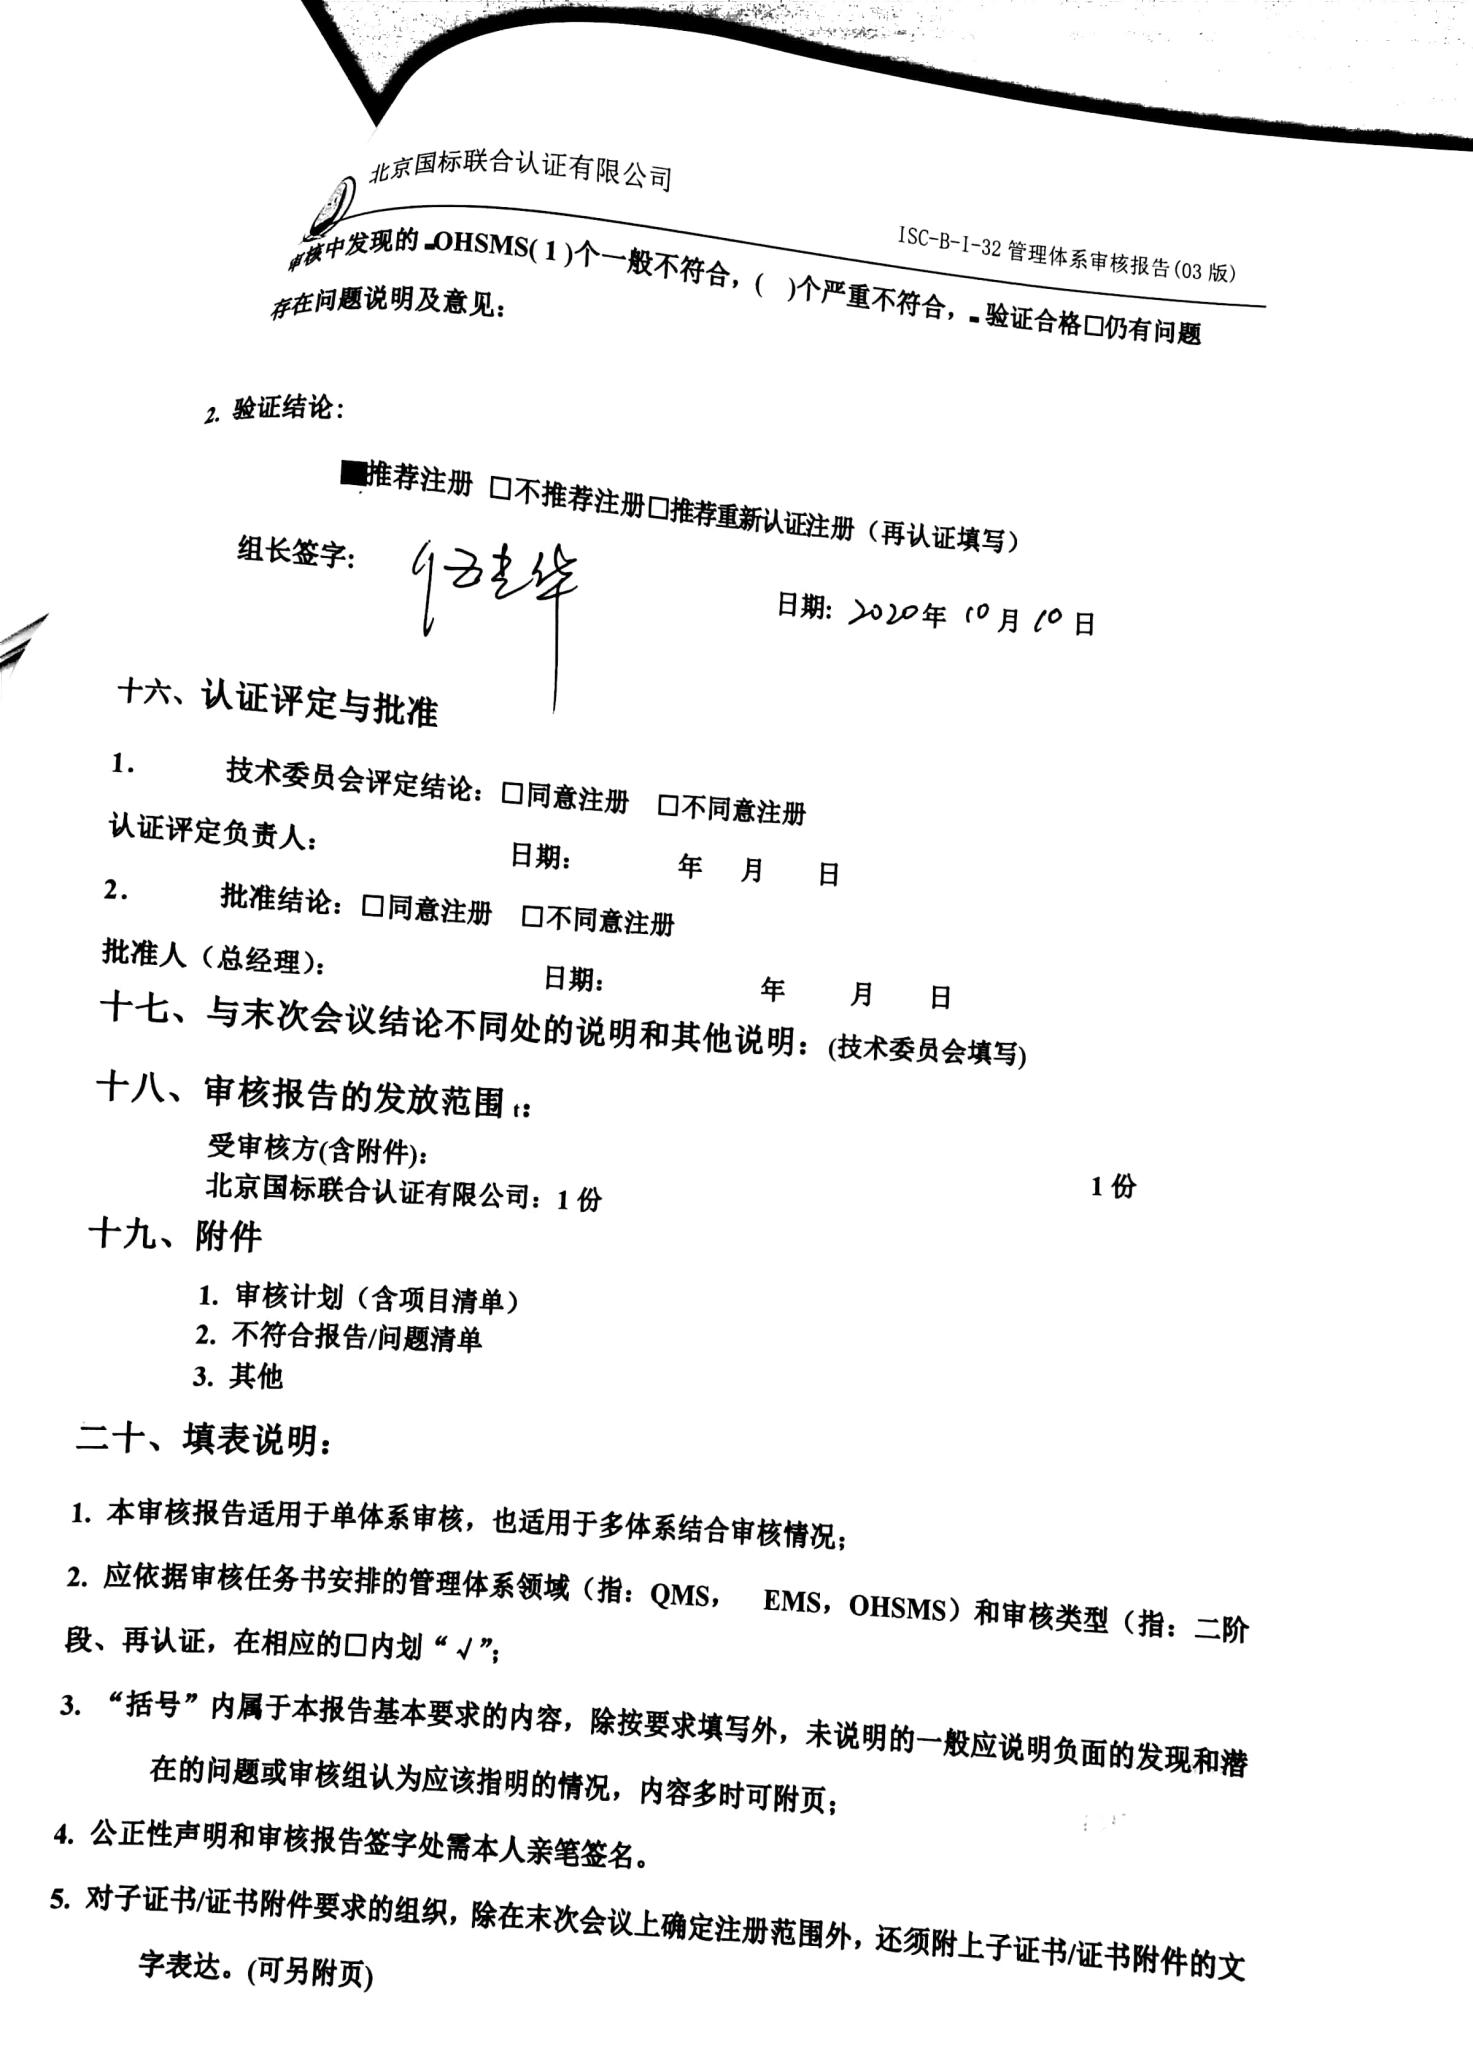 北京国标联合认证有限公司
ISC-B-I-32 管理体系审核报告(03 版)
审核中发现的 ■OHSMS( 1 )个一般不符合，(    )个严重不符合，■ 验证合格□仍有问题
存在问题说明及意见：
2. 验证结论：
■推荐注册 □不推荐注册□推荐重新认证注册（再认证填写）
组长签字: 伍建华
日期: 2020年 10月 10日
十六、认证评定与批准
1. 技术委员会评定结论：□同意注册 □不同意注册
认证评定负责人： 日期： 年 月 日
2. 批准结论：□同意注册 □不同意注册
批准人（总经理）： 日期： 年 月 日
十七、与末次会议结论不同处的说明和其他说明：(技术委员会填写)
十八、审核报告的发放范围 t：
受审核方(含附件)： 1 份
北京国标联合认证有限公司：1 份
十九、附件
1. 审核计划（含项目清单）
2. 不符合报告/问题清单
3. 其他
二十、填表说明：
1. 本审核报告适用于单体系审核，也适用于多体系结合审核情况；
2. 应依据审核任务书安排的管理体系领域（指：QMS， EMS，OHSMS）和审核类型（指：二阶
段、再认证，在相应的□内划“√”；
3. “括号”内属于本报告基本要求的内容，除按要求填写外，未说明的一般应说明负面的发现和潜
在的问题或审核组认为应该指明的情况，内容多时可附页；
4. 公正性声明和审核报告签字处需本人亲笔签名。
5. 对子证书/证书附件要求的组织，除在末次会议上确定注册范围外，还须附上子证书/证书附件的文
字表达。(可另附页)